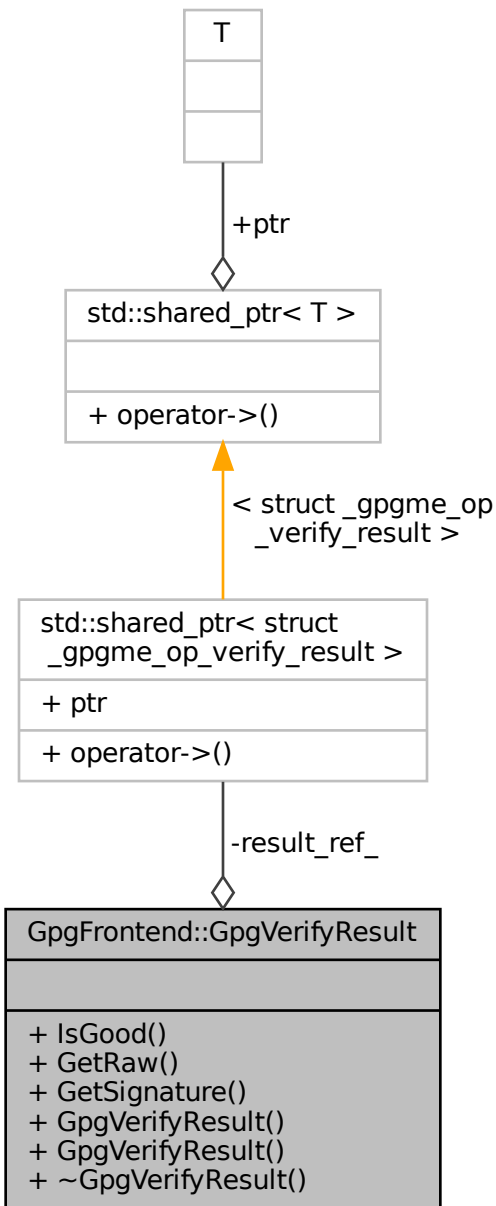 T
+ptr
std::shared_ptr< T >
+ operator->()
< struct _gpgme_op
_verify_result >
std::shared_ptr< struct
_gpgme_op_verify_result >
+ ptr
+ operator->()
-result_ref_
GpgFrontend::GpgVerifyResult
+ IsGood()
+ GetRaw()
+ GetSignature()
+ GpgVerifyResult()
+ GpgVerifyResult()
+ ~GpgVerifyResult()